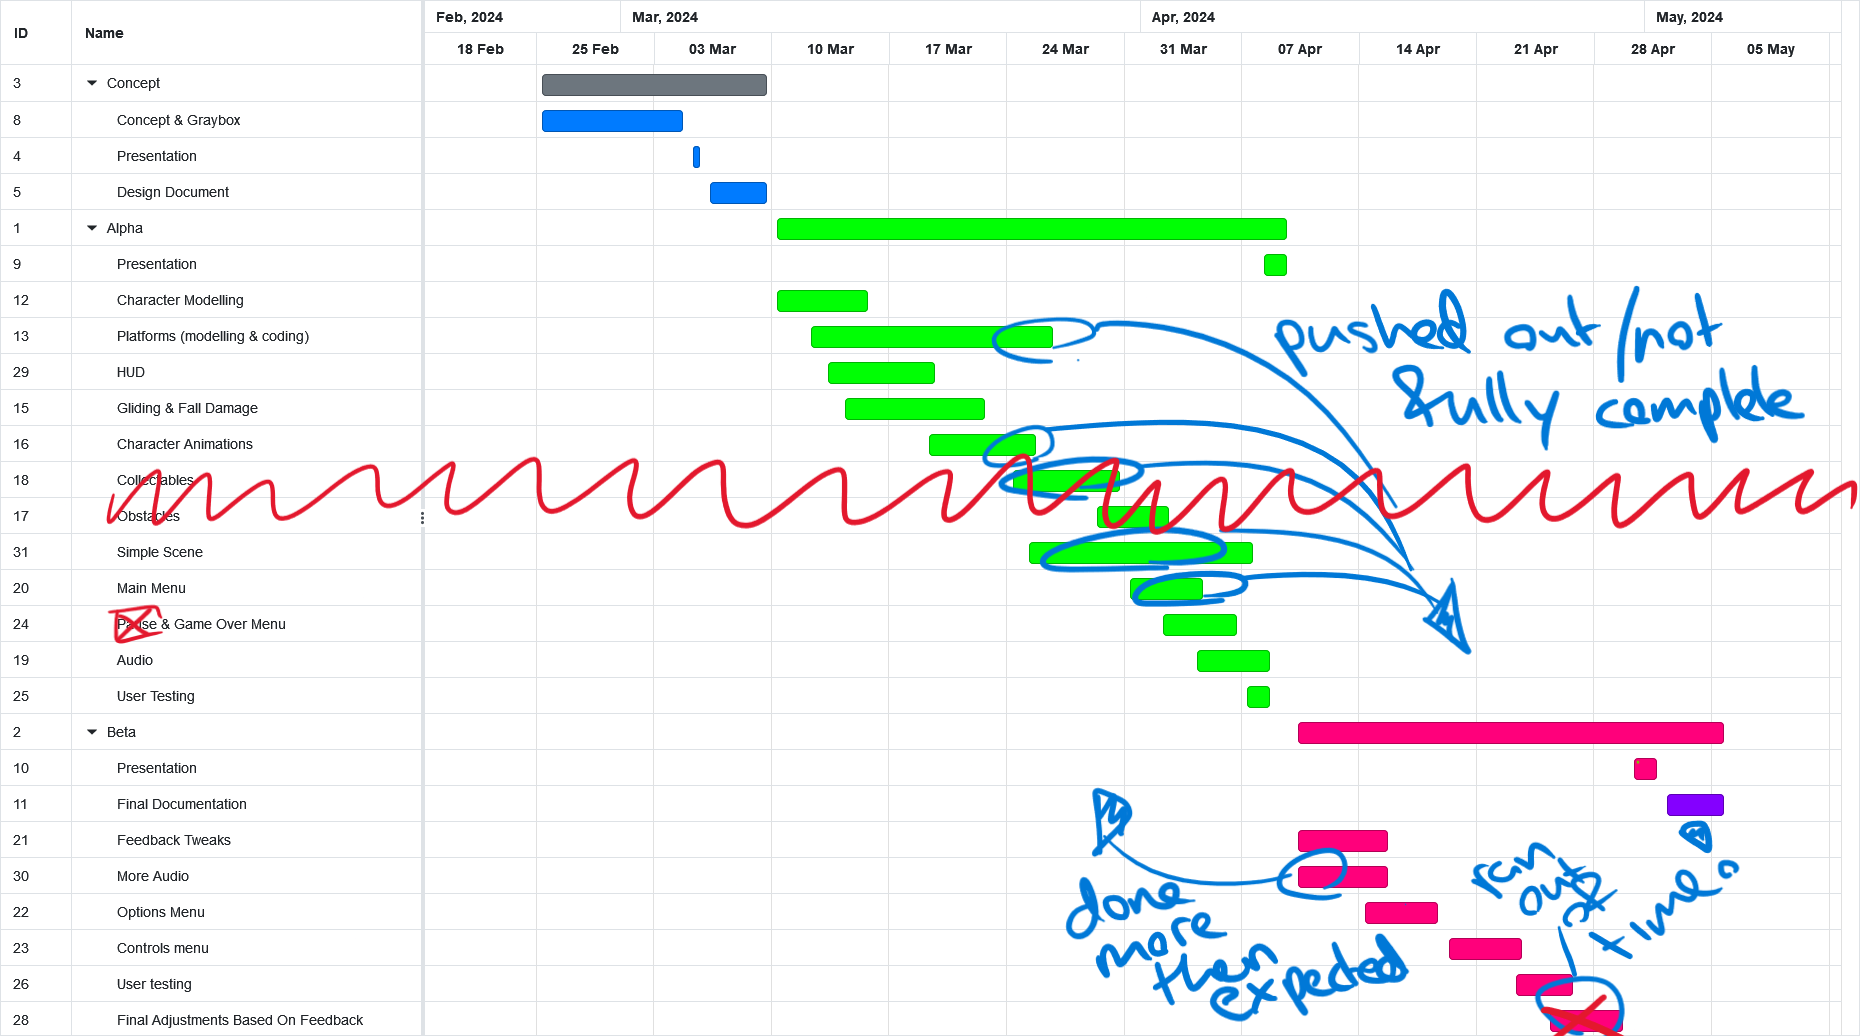 Feb, 2024 Mar, 2024 Apr, 2024 May, 2024
ID Name 18 Feb 25 Feb 03 Mar 10 Mar 17 Mar 24 Mar 31 Mar 07 Apr 14 Apr 21 Apr 28 Apr 05 May
3 Concept
8 Concept & Graybox
4 Presentation
5 Design Document
1 Alpha
9 Presentation
12 Character Modelling
13 Platforms (modelling & coding)
29 HUD
15 Gliding & Fall Damage
16 Character Animations
18 Collectables
17 Obstacles
31 Simple Scene
20 Main Menu
24 Pause & Game Over Menu
19 Audio
25 User Testing
2 Beta
10 Presentation
11 Final Documentation
21 Feedback Tweaks
30 More Audio
22 Options Menu
23 Controls menu
26 User testing
28 Final Adjustments Based On Feedback
pushed out/not
fully complete
done
more
then
expected
ran
out
of
time